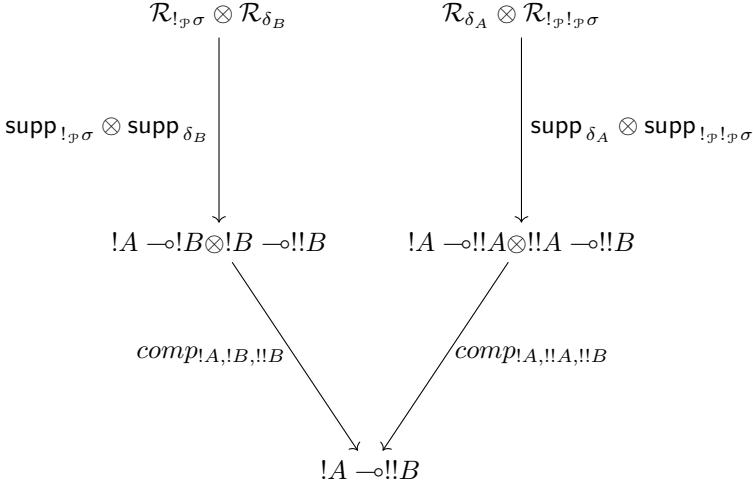 $\mathcal{R}_{!_{\mathcal{P}}\sigma} \otimes \mathcal{R}_{\delta_B}$ $\mathcal{R}_{\delta_A} \otimes \mathcal{R}_{!_{\mathcal{P}}!_{\mathcal{P}}\sigma}$
$\mathsf{supp}_{!_{\mathcal{P}}\sigma} \otimes \mathsf{supp}_{\delta_B}$ $\mathsf{supp}_{\delta_A} \otimes \mathsf{supp}_{!_{\mathcal{P}}!_{\mathcal{P}}\sigma}$
$!A \multimap !B \otimes !B \multimap !!B$ $!A \multimap !!A \otimes !!A \multimap !!B$
$comp_{!A,!B,!!B}$ $comp_{!A,!!A,!!B}$
$!A \multimap !!B$